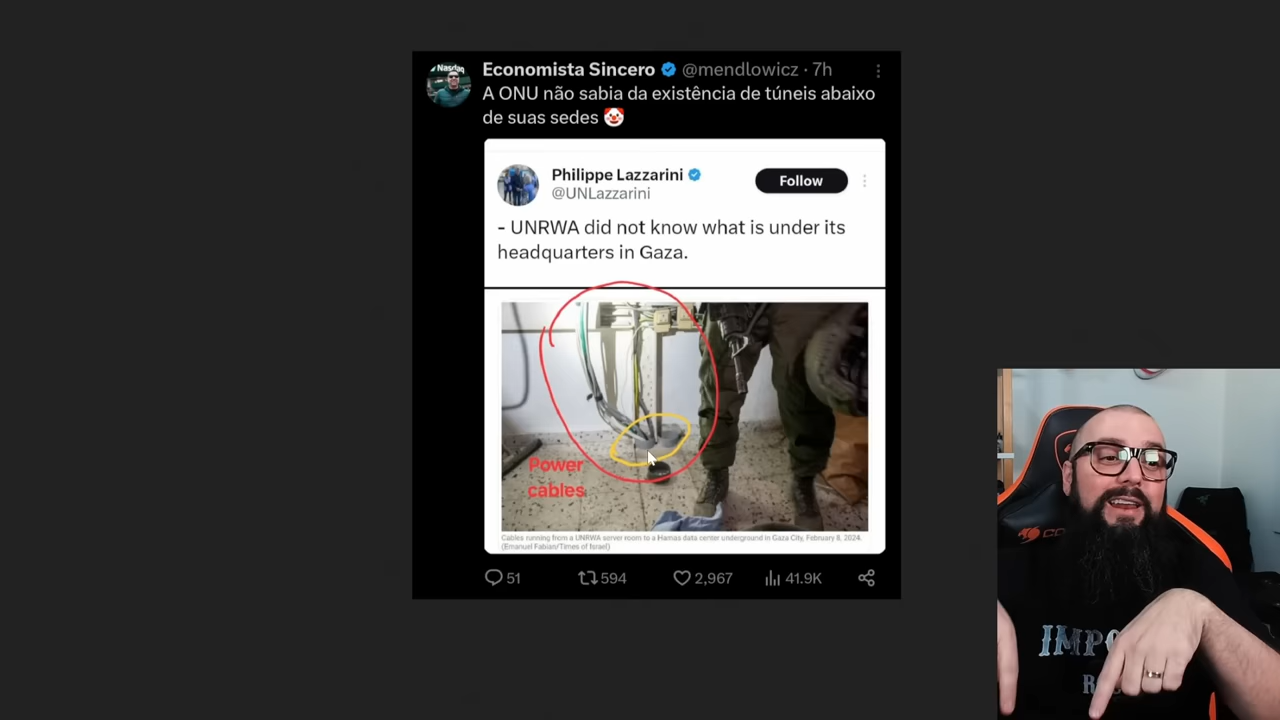 Nasdaq
Economista Sincero @mendlowicz · 7h
A ONU não sabia da existência de túneis abaixo
de suas sedes 🤡
Philippe Lazzarini
@UNLazzarini
Follow
- UNRWA did not know what is under its
headquarters in Gaza.
Power
cables
Cables running from a UNRWA server room to a Hamas data center underground in Gaza City, February 8, 2024.
(Emanuel Fabian/Times of Israel)
51 594 2,967 41.9K